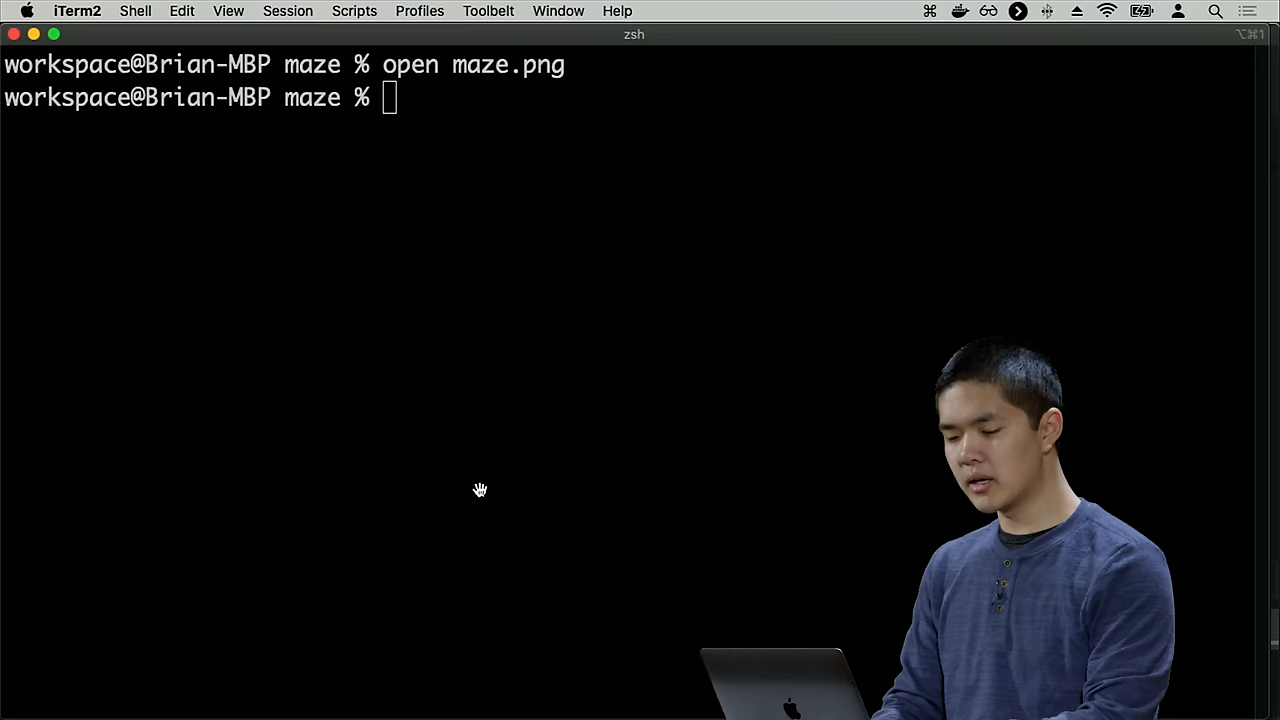 iTerm2 Shell Edit View Session Scripts Profiles Toolbelt Window Help
zsh
⌥⌘1
workspace@Brian-MBP maze % open maze.png
workspace@Brian-MBP maze %